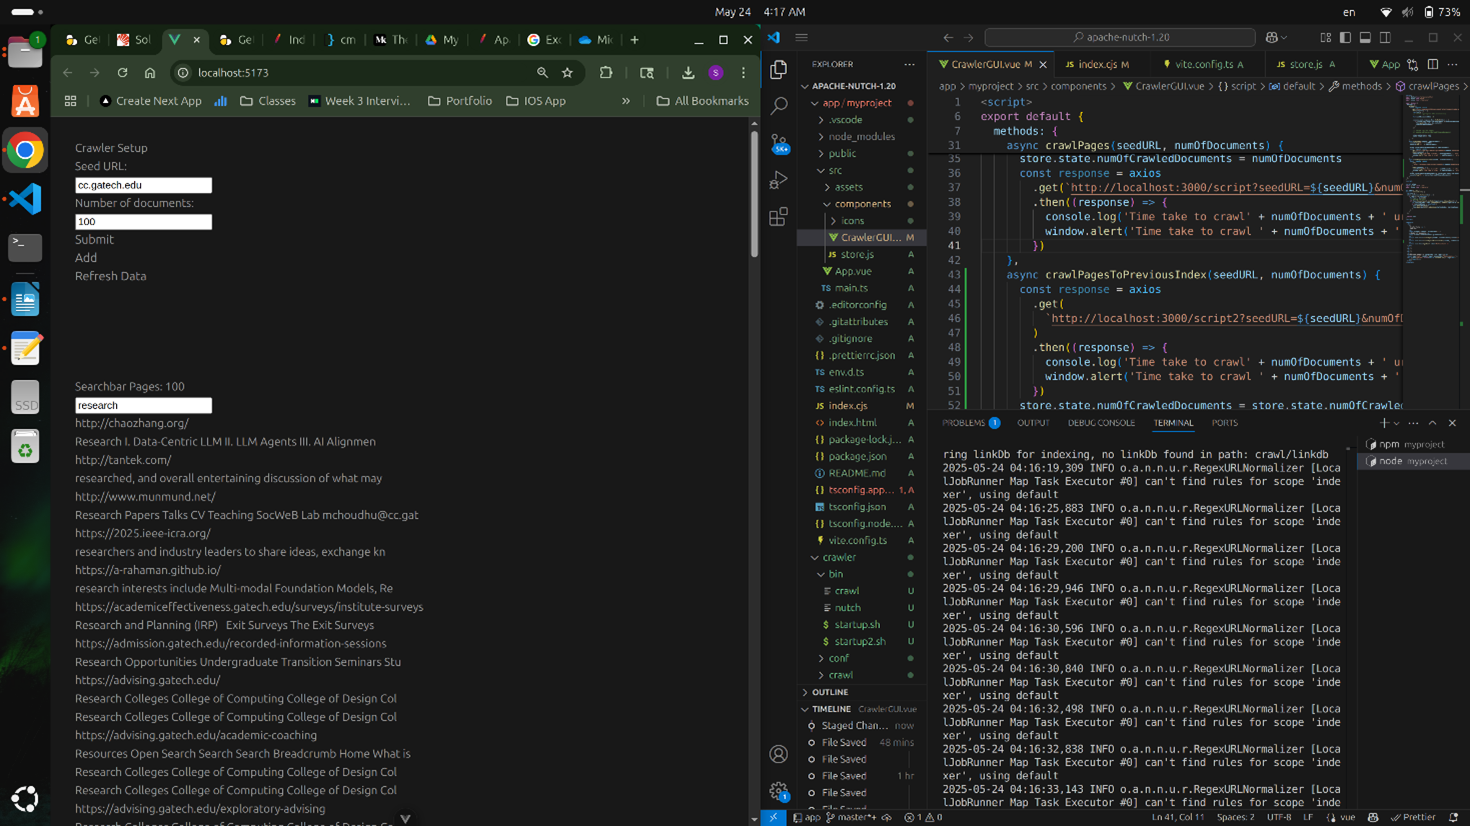 May 24 4:17 AM
en
73%
1
Ge
Sol
Ge
Ind
cm
The
My
Ap
Exc
Mic
localhost:5173
S
Create Next App
Classes
Week 3 Intervi...
Portfolio
IOS App
»
All Bookmarks
Crawler Setup
Seed URL:
cc.gatech.edu
Number of documents:
100
Submit
Add
Refresh Data
Searchbar Pages: 100
research
http://chaozhang.org/
Research I. Data-Centric LLM II. LLM Agents III. AI Alignmen
http://tantek.com/
researched, and overall entertaining discussion of what may
http://www.munmund.net/
Research Papers Talks CV Teaching SocWeB Lab mchoudhu@cc.gat
https://2025.ieee-icra.org/
researchers and industry leaders to share ideas, exchange kn
https://a-rahaman.github.io/
research interests include Multi-modal Foundation Models, Re
https://academiceffectiveness.gatech.edu/surveys/institute-surveys
Research and Planning (IRP) Exit Surveys The Exit Surveys
https://admission.gatech.edu/recorded-information-sessions
Research Opportunities Undergraduate Transition Seminars Stu
https://advising.gatech.edu/
Research Colleges College of Computing College of Design Col
Research Colleges College of Computing College of Design Col
https://advising.gatech.edu/academic-coaching
Resources Open Search Search Search Breadcrumb Home What is
Research Colleges College of Computing College of Design Col
Research Colleges College of Computing College of Design Col
https://advising.gatech.edu/exploratory-advising
SSD
apache-nutch-1.20
5K+
1
EXPLORER
APACHE-NUTCH-1.20
app / myproject
.vscode
node_modules
public
src
assets
components
icons
CrawlerGUI... M
store.js A
App.vue A
main.ts A
.editorconfig A
.gitattributes A
.gitignore A
.prettierrc.json A
env.d.ts A
eslint.config.ts A
index.cjs M
index.html A
package-lock.j... A
package.json A
README.md A
tsconfig.app... 1, A
tsconfig.json A
tsconfig.node.... A
vite.config.ts A
crawler
bin
crawl U
nutch U
startup.sh U
startup2.sh U
conf
crawl
OUTLINE
TIMELINE CrawlerGUI.vue
Staged Chan... now
File Saved 48 mins
File Saved
File Saved 1 hr
File Saved
CrawlerGUI.vue M
index.cjs M
vite.config.ts A
store.js A
App
app > myproject > src > components > CrawlerGUI.vue > {} script > default > methods > crawlPages
1 <script>
6 export default {
7 methods: {
31 async crawlPages(seedURL, numOfDocuments) {
35 store.state.numOfCrawledDocuments = numOfDocuments
36 const response = axios
37 .get(`http://localhost:3000/script?seedURL=${seedURL}&num
38 .then((response) => {
39 console.log('Time take to crawl' + numOfDocuments + ' u
40 window.alert('Time take to crawl ' + numOfDocuments + '
41 })
42 },
43 async crawlPagesToPreviousIndex(seedURL, numOfDocuments) {
44 const response = axios
45 .get(
46 `http://localhost:3000/script2?seedURL=${seedURL}&numOf
47 )
48 .then((response) => {
49 console.log('Time take to crawl' + numOfDocuments + ' u
50 window.alert('Time take to crawl ' + numOfDocuments + '
51 })
52 store.state.numOfCrawledDocuments = store.state.numOfCrawle
PROBLEMS 1
OUTPUT
DEBUG CONSOLE
TERMINAL
PORTS
npm myproject
node myproject
ring linkDb for indexing, no linkDb found in path: crawl/linkdb
2025-05-24 04:16:19,309 INFO o.a.n.n.u.r.RegexURLNormalizer [Loca
lJobRunner Map Task Executor #0] can't find rules for scope 'inde
xer', using default
2025-05-24 04:16:25,883 INFO o.a.n.n.u.r.RegexURLNormalizer [Loca
lJobRunner Map Task Executor #0] can't find rules for scope 'inde
xer', using default
2025-05-24 04:16:29,200 INFO o.a.n.n.u.r.RegexURLNormalizer [Loca
lJobRunner Map Task Executor #0] can't find rules for scope 'inde
xer', using default
2025-05-24 04:16:29,946 INFO o.a.n.n.u.r.RegexURLNormalizer [Loca
lJobRunner Map Task Executor #0] can't find rules for scope 'inde
xer', using default
2025-05-24 04:16:30,596 INFO o.a.n.n.u.r.RegexURLNormalizer [Loca
lJobRunner Map Task Executor #0] can't find rules for scope 'inde
xer', using default
2025-05-24 04:16:30,840 INFO o.a.n.n.u.r.RegexURLNormalizer [Loca
lJobRunner Map Task Executor #0] can't find rules for scope 'inde
xer', using default
2025-05-24 04:16:32,498 INFO o.a.n.n.u.r.RegexURLNormalizer [Loca
lJobRunner Map Task Executor #0] can't find rules for scope 'inde
xer', using default
2025-05-24 04:16:32,838 INFO o.a.n.n.u.r.RegexURLNormalizer [Loca
lJobRunner Map Task Executor #0] can't find rules for scope 'inde
xer', using default
2025-05-24 04:16:33,143 INFO o.a.n.n.u.r.RegexURLNormalizer [Loca
lJobRunner Map Task Executor #0] can't find rules for scope 'inde
app
master*+
1 0
Ln 41, Col 11
Spaces: 2
UTF-8
LF
vue
Prettier